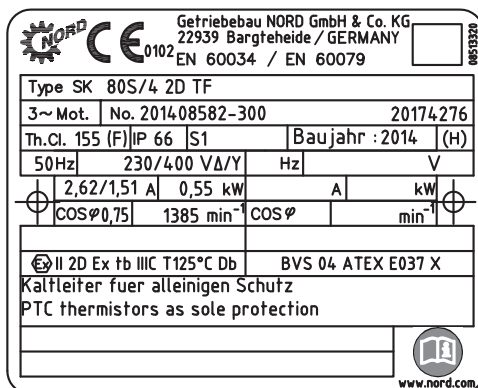 NORD
CE 0102
Getriebebau NORD GmbH & Co. KG
22939 Bargteheide / GERMANY
EN 60034 / EN 60079
08513320
Type SK 80S/4 2D TF
3~ Mot. No. 201408582-300 20174276
Th.Cl. 155 (F) IP 66 S1 Baujahr : 2014 (H)
50Hz 230/400 VΔ/Y Hz V
2,62/1,51 A 0,55 kW A kW
COSφ0,75 1385 min⁻¹ COSφ min⁻¹
Ex II 2D Ex tb IIIC T125°C Db BVS 04 ATEX E037 X
Kaltleiter fuer alleinigen Schutz
PTC thermistors as sole protection
www.nord.com